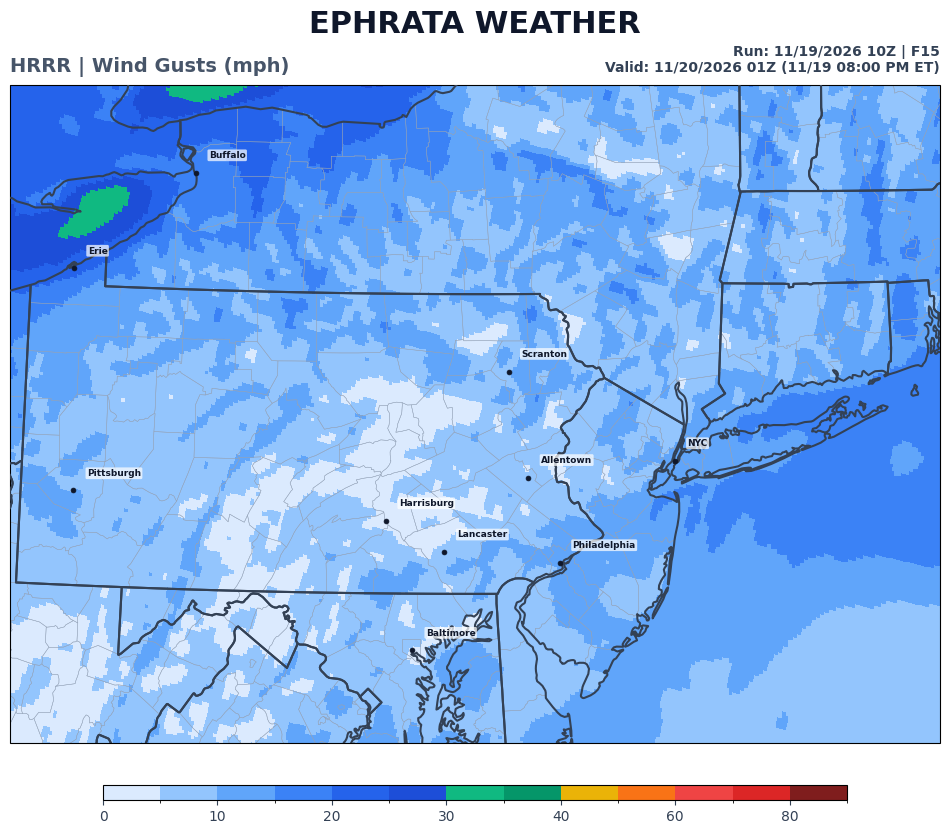 EPHRATA WEATHER
HRRR | Wind Gusts (mph)
Run: 11/19/2026 10Z | F15
Valid: 11/20/2026 01Z (11/19 08:00 PM ET)
Buffalo
Erie
Scranton
NYC
Allentown
Pittsburgh
Harrisburg
Lancaster
Philadelphia
Baltimore
0 10 20 30 40 50 60 70 80